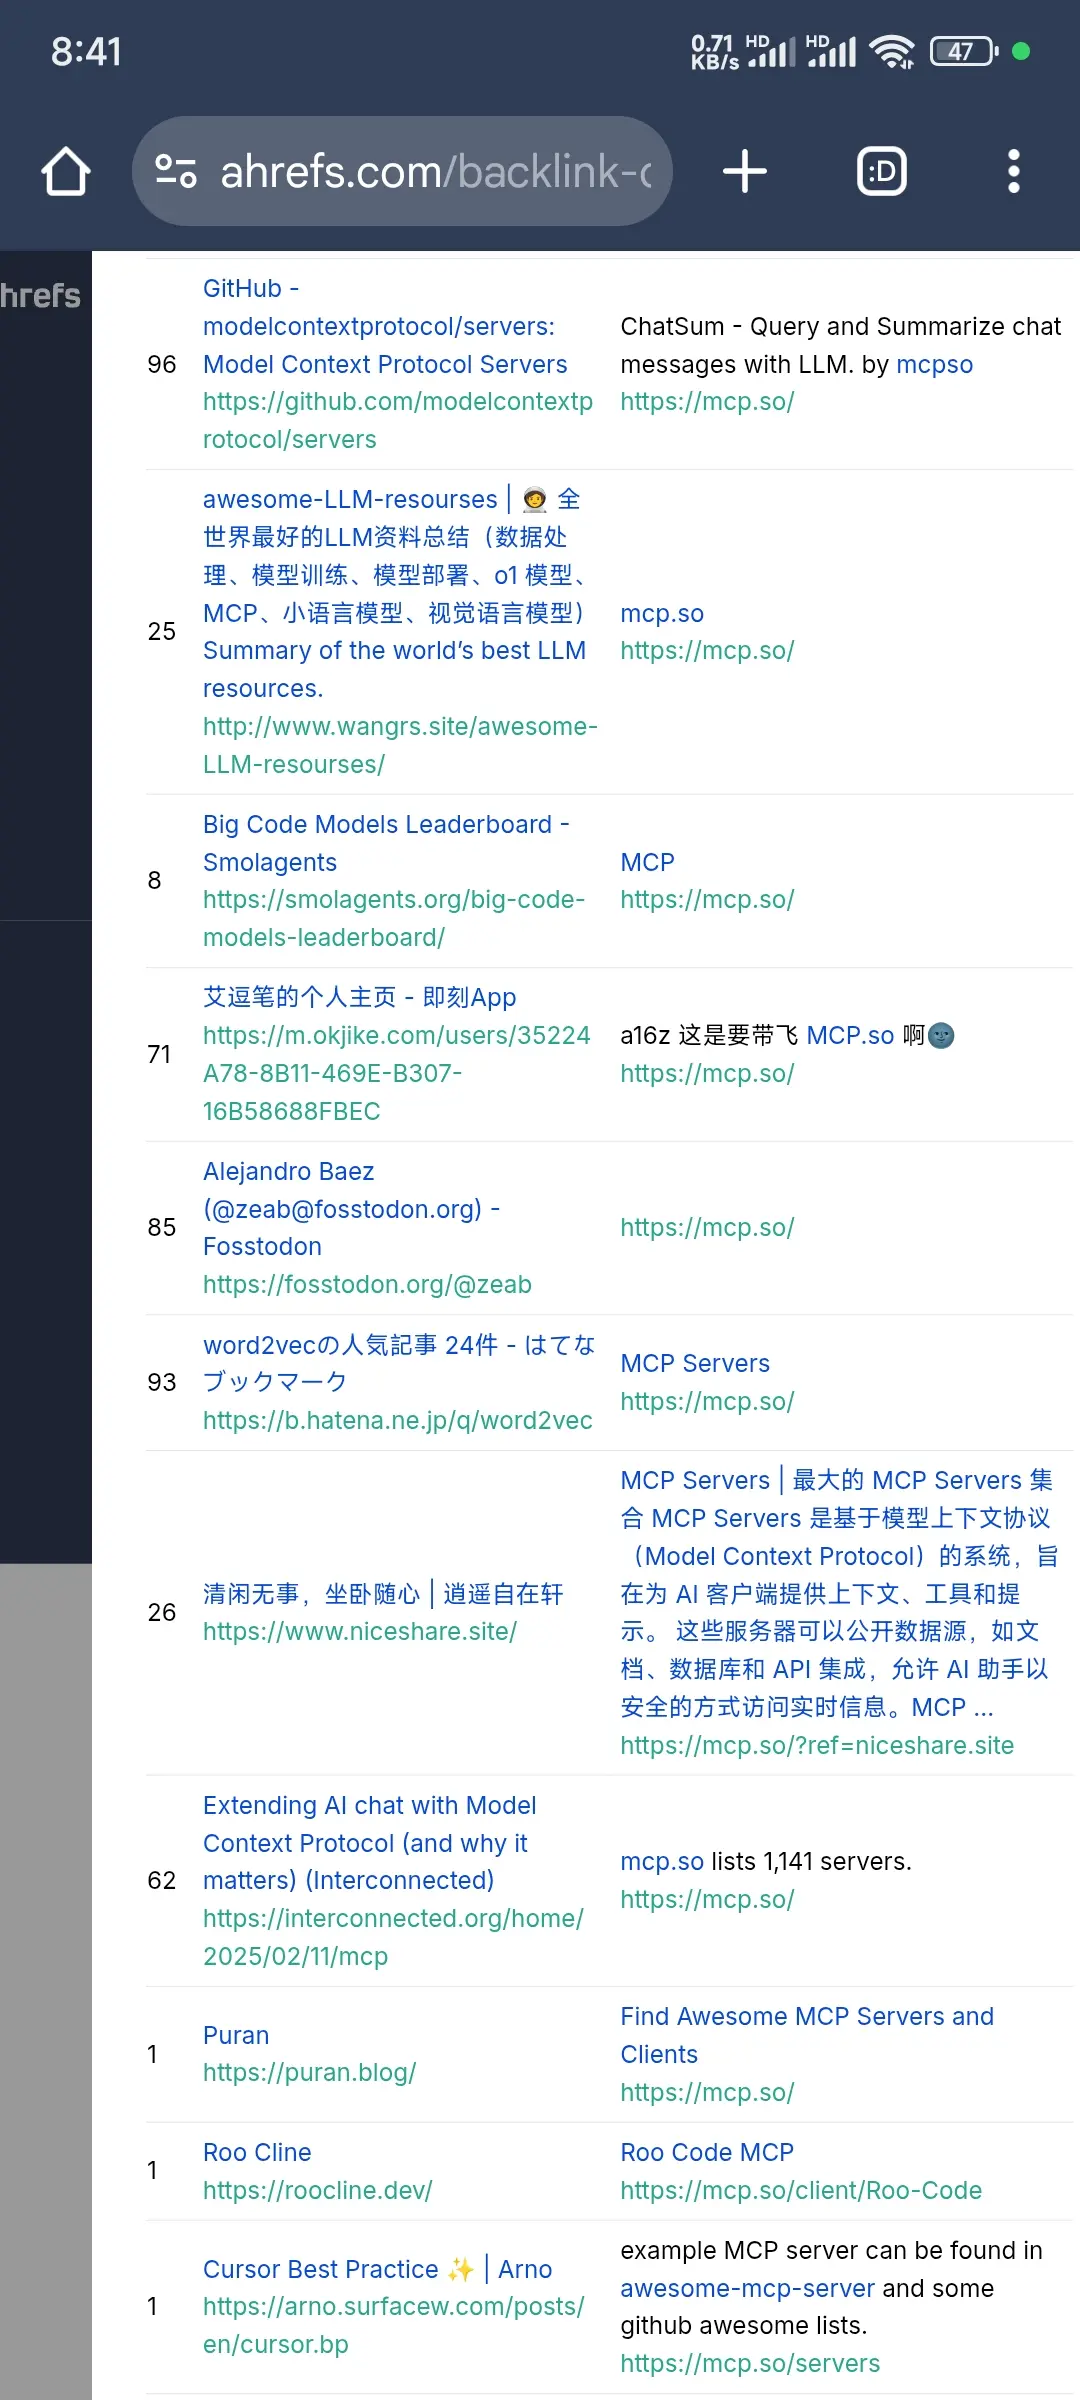 8:41
0.71 KB/s HD HD 47
ahrefs.com/backlink-
:D
hrefs
96
GitHub -
modelcontextprotocol/servers:
Model Context Protocol Servers
https://github.com/modelcontextp
rotocol/servers
ChatSum - Query and Summarize chat
messages with LLM. by mcpso
https://mcp.so/
25
awesome-LLM-resourses | 🧑‍🚀 全
世界最好的LLM资料总结（数据处
理、模型训练、模型部署、o1 模型、
MCP、小语言模型、视觉语言模型）
Summary of the world’s best LLM
resources.
http://www.wangrs.site/awesome-
LLM-resourses/
mcp.so
https://mcp.so/
8
Big Code Models Leaderboard -
Smolagents
https://smolagents.org/big-code-
models-leaderboard/
MCP
https://mcp.so/
71
艾逗笔的个人主页 - 即刻App
https://m.okjike.com/users/35224
A78-8B11-469E-B307-
16B58688FBEC
a16z 这是要带飞 MCP.so 啊🌚
https://mcp.so/
85
Alejandro Baez
(@zeab@fosstodon.org) -
Fosstodon
https://fosstodon.org/@zeab
https://mcp.so/
93
word2vecの人気記事 24件 - はてな
ブックマーク
https://b.hatena.ne.jp/q/word2vec
MCP Servers
https://mcp.so/
26
清闲无事，坐卧随心 | 逍遥自在轩
https://www.niceshare.site/
MCP Servers | 最大的 MCP Servers 集
合 MCP Servers 是基于模型上下文协议
（Model Context Protocol）的系统，旨
在为 AI 客户端提供上下文、工具和提
示。 这些服务器可以公开数据源，如文
档、数据库和 API 集成，允许 AI 助手以
安全的方式访问实时信息。MCP ...
https://mcp.so/?ref=niceshare.site
62
Extending AI chat with Model
Context Protocol (and why it
matters) (Interconnected)
https://interconnected.org/home/
2025/02/11/mcp
mcp.so lists 1,141 servers.
https://mcp.so/
1
Puran
https://puran.blog/
Find Awesome MCP Servers and
Clients
https://mcp.so/
1
Roo Cline
https://roocline.dev/
Roo Code MCP
https://mcp.so/client/Roo-Code
1
Cursor Best Practice ✨ | Arno
https://arno.surfacew.com/posts/
en/cursor.bp
example MCP server can be found in
awesome-mcp-server and some
github awesome lists.
https://mcp.so/servers